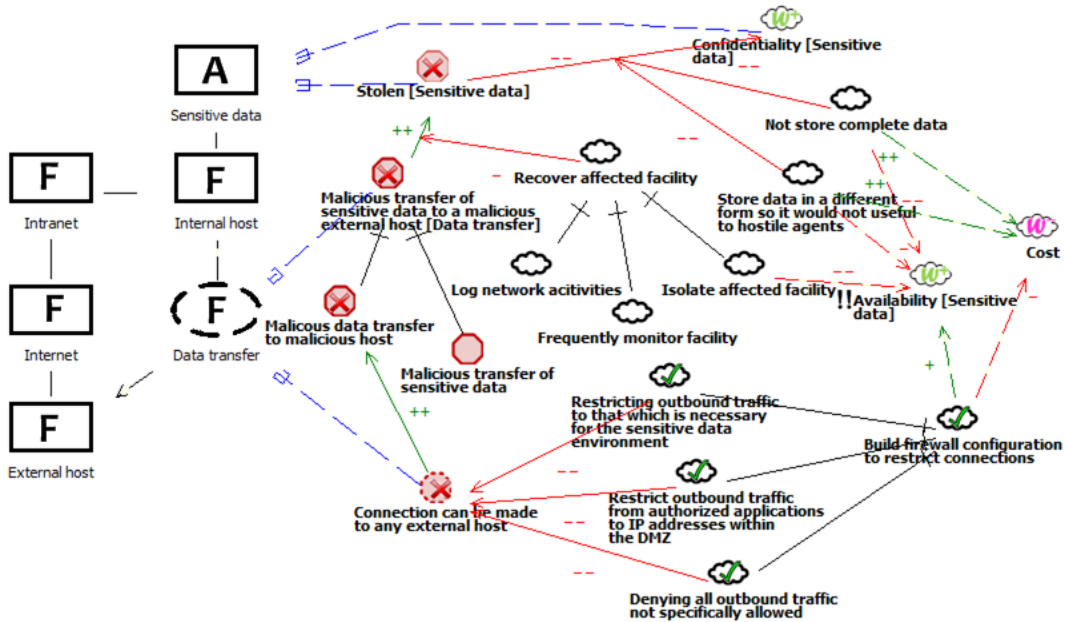 A
Sensitive data
F
Intranet
F
Internal host
F
Internet
F
Data transfer
F
External host
Stolen [Sensitive data]
W+
Confidentiality [Sensitive
data]
--
--
Not store complete data
++
--
Recover affected facility
-
Malicious transfer of
sensitive data to a malicious
external host [Data transfer]
Store data in a different
form so it would not useful
to hostile agents
++
++
--
W-
Cost
Log network acitivities
Isolate affected facility
--
W+
!!Availability [Sensitive
data]
Malicous data transfer
to malicious host
Frequently monitor facility
Malicious transfer of
sensitive data
+
-
Restricting outbound traffic
to that which is necessary
for the sensitive data
environment
Build firewall configuration
to restrict connections
++
--
Connection can be made
to any external host
Restrict outbound traffic
from authorized applications
to IP addresses within
the DMZ
--
--
Denying all outbound traffic
not specifically allowed